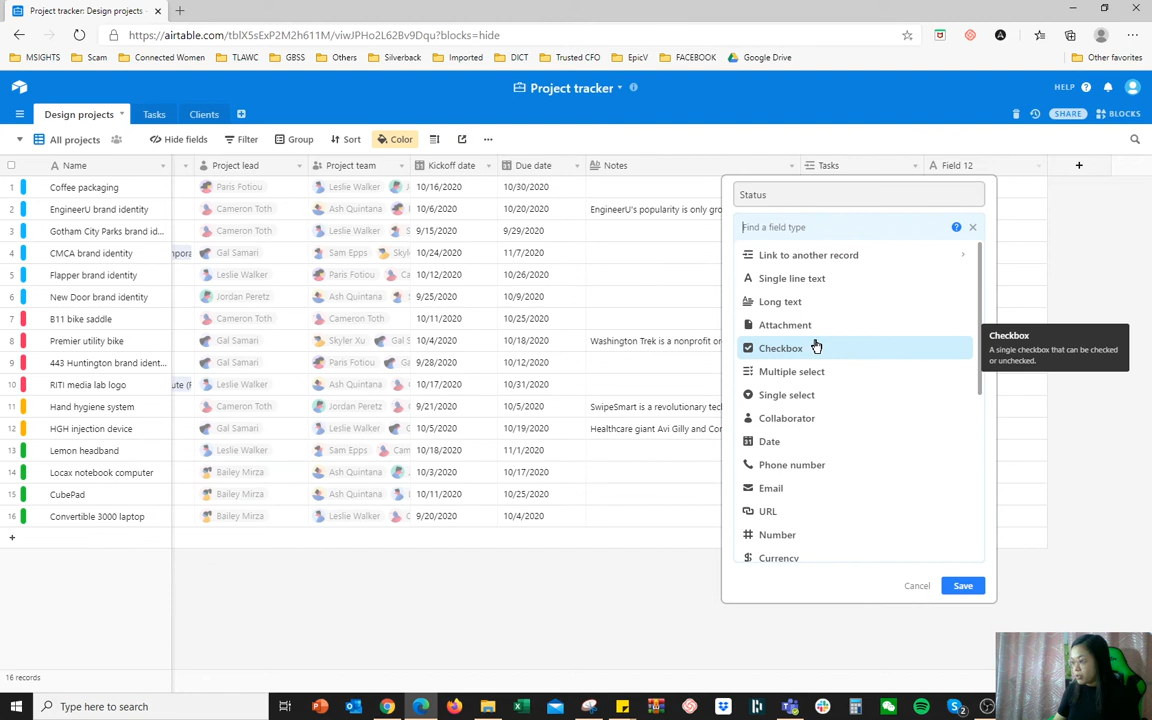 Project tracker: Design projects -
https://airtable.com/tblX5sExP2M2h611M/viwJPHo2L62Bv9Dqu?blocks=hide
MSIGHTS Scam Connected Women TLAWC GBSS Others Silverback Imported DICT Trusted CFO EpicV FACEBOOK Google Drive Other favorites
Project tracker HELP
Design projects Tasks Clients SHARE BLOCKS
All projects Hide fields Filter Group Sort Color
Name Project lead Project team Kickoff date Due date Notes Tasks Field 12
1 Coffee packaging Paris Fotiou Leslie Walker J 10/16/2020 10/30/2020
2 EngineerU brand identity Cameron Toth Ash Quintana 10/6/2020 10/20/2020 EngineerU's popularity is only gro
3 Gotham City Parks brand id... Cameron Toth Ash Quintana 9/15/2020 9/29/2020
4 CMCA brand identity mpora Gal Samari Sam Epps Skyle 10/24/2020 11/7/2020
5 Flapper brand identity Leslie Walker Paris Fotiou Ca 10/12/2020 10/26/2020
6 New Door brand identity Jordan Peretz Ash Quintana 9/25/2020 10/9/2020
7 B11 bike saddle Cameron Toth Cameron Toth 10/11/2020 10/25/2020
8 Premier utility bike Gal Samari Skyler Xu Gal S 10/4/2020 10/18/2020 Washington Trek is a nonprofit or
9 443 Huntington brand ident... Gal Samari Paris Fotiou G 9/28/2020 10/12/2020
10 RITI media lab logo ute (R Leslie Walker Leslie Walker C 10/17/2020 10/31/2020
11 Hand hygiene system Cameron Toth Jordan Peretz 9/21/2020 10/5/2020 SwipeSmart is a revolutionary tec
12 HGH injection device Gal Samari Leslie Walker 10/5/2020 10/19/2020 Healthcare giant Avi Gilly and Cor
13 Lemon headband Leslie Walker Sam Epps Cam 10/18/2020 11/1/2020
14 Locax notebook computer Bailey Mirza Ash Quintana 10/3/2020 10/17/2020
15 CubePad Bailey Mirza Ash Quintana 10/11/2020 10/25/2020
16 Convertible 3000 laptop Bailey Mirza Leslie Walker C 9/20/2020 10/4/2020
Status
Find a field type
Link to another record
Single line text
Long text
Attachment
Checkbox
Multiple select
Single select
Collaborator
Date
Phone number
Email
URL
Number
Currency
Cancel Save
Checkbox
A single checkbox that can be checked
or unchecked.
16 records
Type here to search